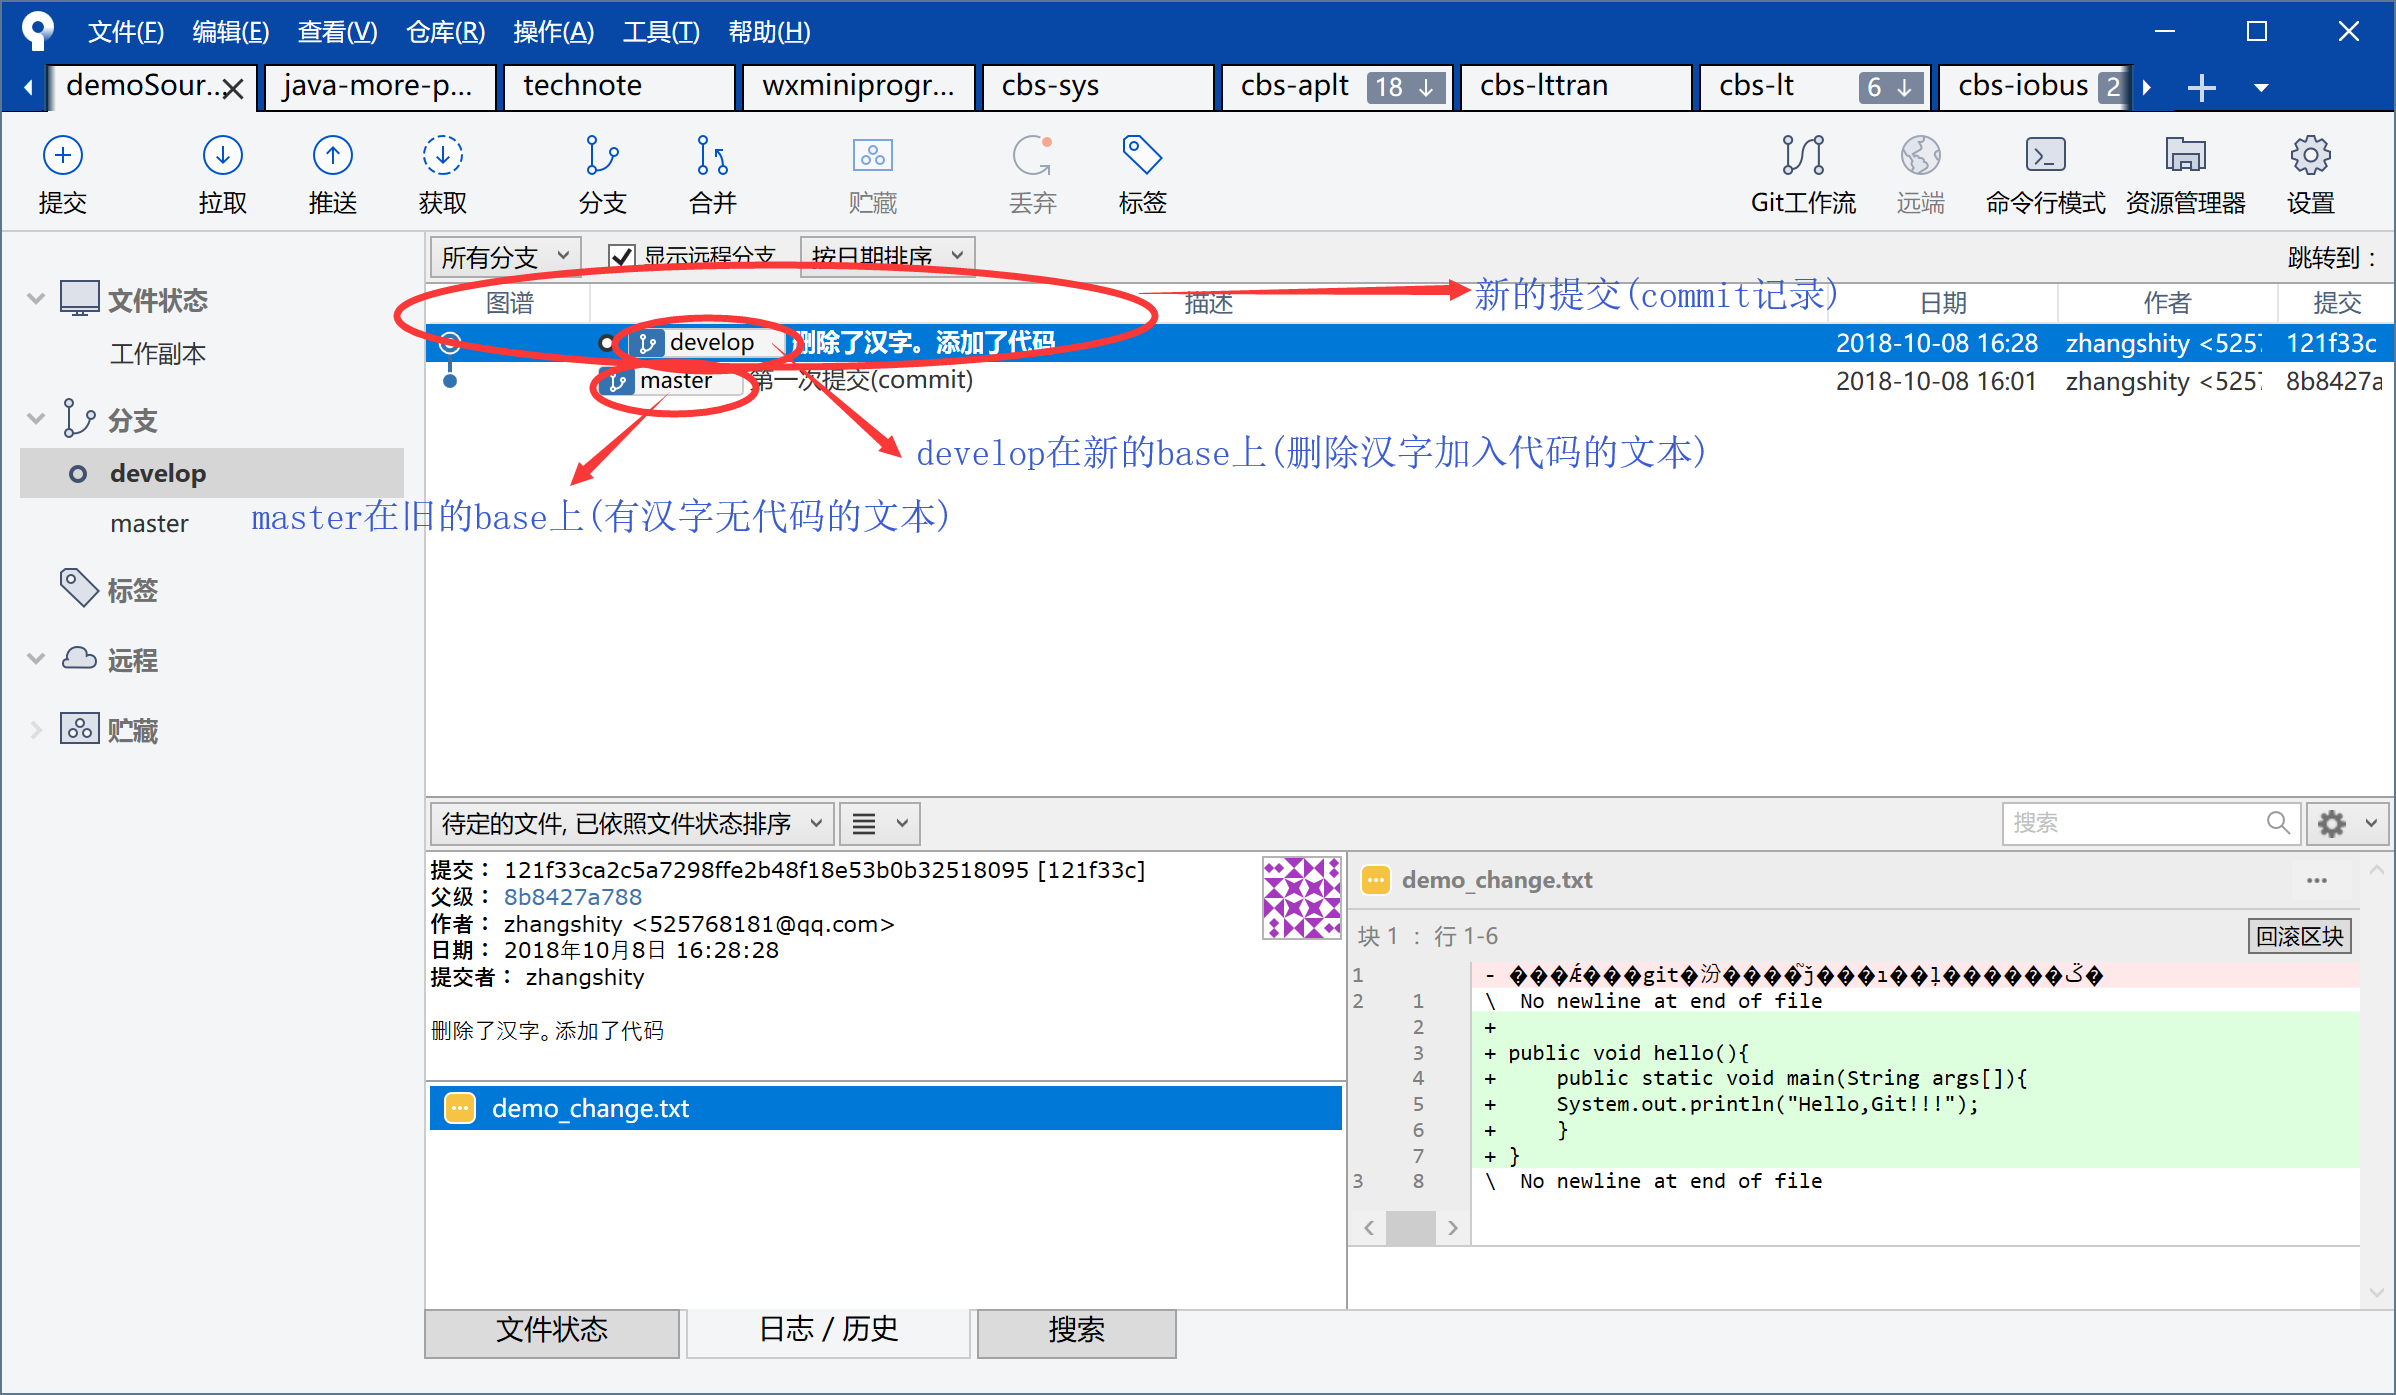 文件(F) 编辑(E) 查看(V) 仓库(R) 操作(A) 工具(T) 帮助(H)
demoSour... java-more-p... technote wxminiprogr... cbs-sys cbs-aplt 18 ↓ cbs-lttran cbs-lt 6 ↓ cbs-iobus 2
提交 拉取 推送 获取 分支 合并 贮藏 丢弃 标签 Git工作流 远端 命令行模式 资源管理器 设置
所有分支 显示远程分支 按日期排序 跳转到：
图谱 描述 新的提交(commit记录) 日期 作者 提交
develop 删除了汉字。添加了代码 2018-10-08 16:28 zhangshity <525 121f33c
master 第一次提交(commit) 2018-10-08 16:01 zhangshity <525 8b8427a
文件状态
工作副本
分支
develop
master
标签
远程
贮藏
develop在新的base上(删除汉字加入代码的文本)
master在旧的base上(有汉字无代码的文本)
待定的文件, 已依照文件状态排序 搜索
提交： 121f33ca2c5a7298ffe2b48f18e53b0b32518095 [121f33c]
父级： 8b8427a788
作者： zhangshity <525768181@qq.com>
日期： 2018年10月8日 16:28:28
提交者： zhangshity
删除了汉字。添加了代码
demo_change.txt
demo_change.txt ...
块 1 ：行 1-6 回滚区块
1 - git
2 1 \ No newline at end of file
2 +
3 + public void hello(){
4 + public static void main(String args[]){
5 + System.out.println("Hello,Git!!!");
6 + }
7 + }
3 8 \ No newline at end of file
文件状态 日志 / 历史 搜索